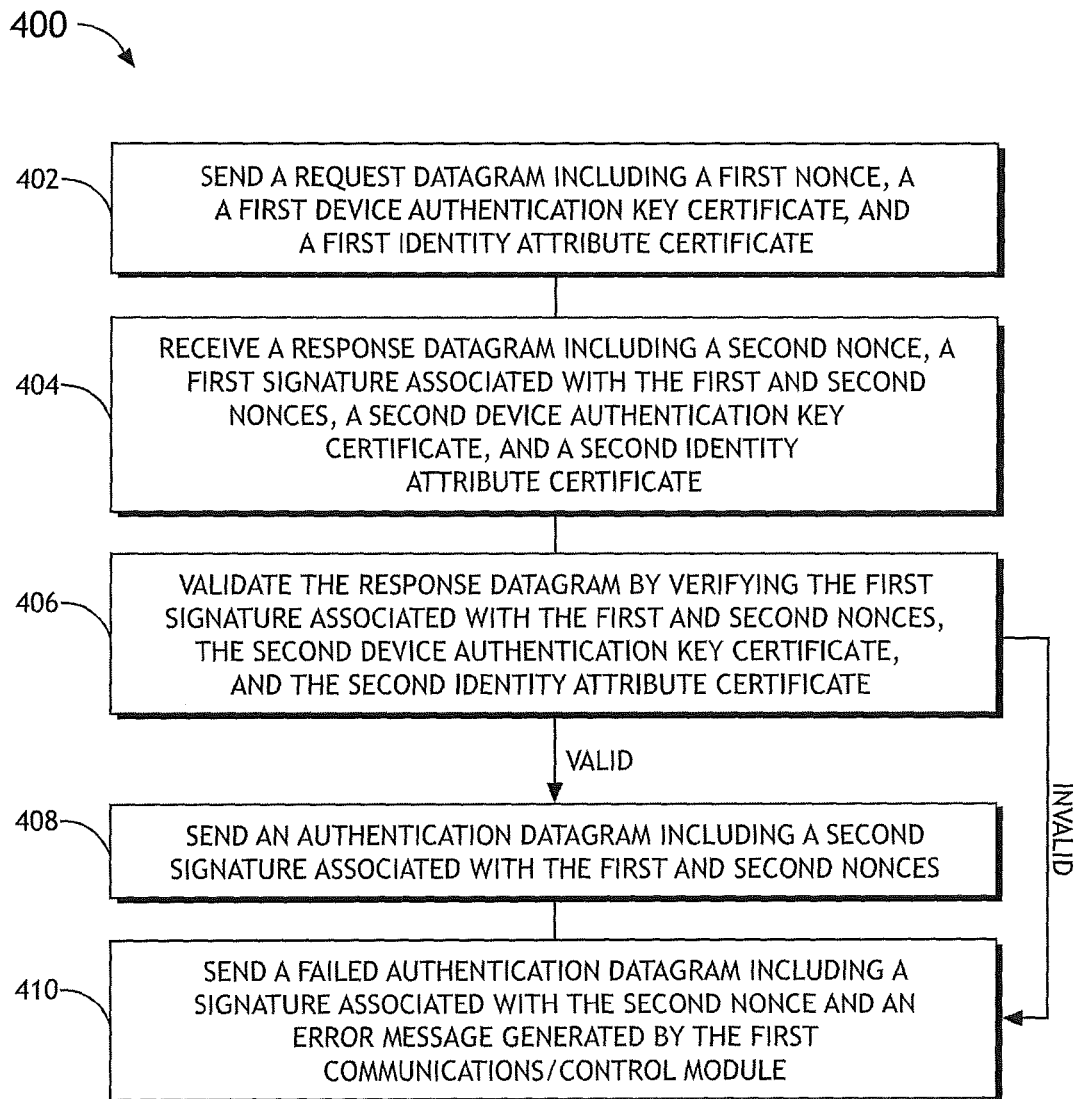 400
402
SEND A REQUEST DATAGRAM INCLUDING A FIRST NONCE, A
A FIRST DEVICE AUTHENTICATION KEY CERTIFICATE, AND
A FIRST IDENTITY ATTRIBUTE CERTIFICATE
404
RECEIVE A RESPONSE DATAGRAM INCLUDING A SECOND NONCE, A
FIRST SIGNATURE ASSOCIATED WITH THE FIRST AND SECOND
NONCES, A SECOND DEVICE AUTHENTICATION KEY
CERTIFICATE, AND A SECOND IDENTITY
ATTRIBUTE CERTIFICATE
406
VALIDATE THE RESPONSE DATAGRAM BY VERIFYING THE FIRST
SIGNATURE ASSOCIATED WITH THE FIRST AND SECOND NONCES,
THE SECOND DEVICE AUTHENTICATION KEY CERTIFICATE,
AND THE SECOND IDENTITY ATTRIBUTE CERTIFICATE
VALID
INVALID
408
SEND AN AUTHENTICATION DATAGRAM INCLUDING A SECOND
SIGNATURE ASSOCIATED WITH THE FIRST AND SECOND NONCES
410
SEND A FAILED AUTHENTICATION DATAGRAM INCLUDING A
SIGNATURE ASSOCIATED WITH THE SECOND NONCE AND AN
ERROR MESSAGE GENERATED BY THE FIRST
COMMUNICATIONS/CONTROL MODULE